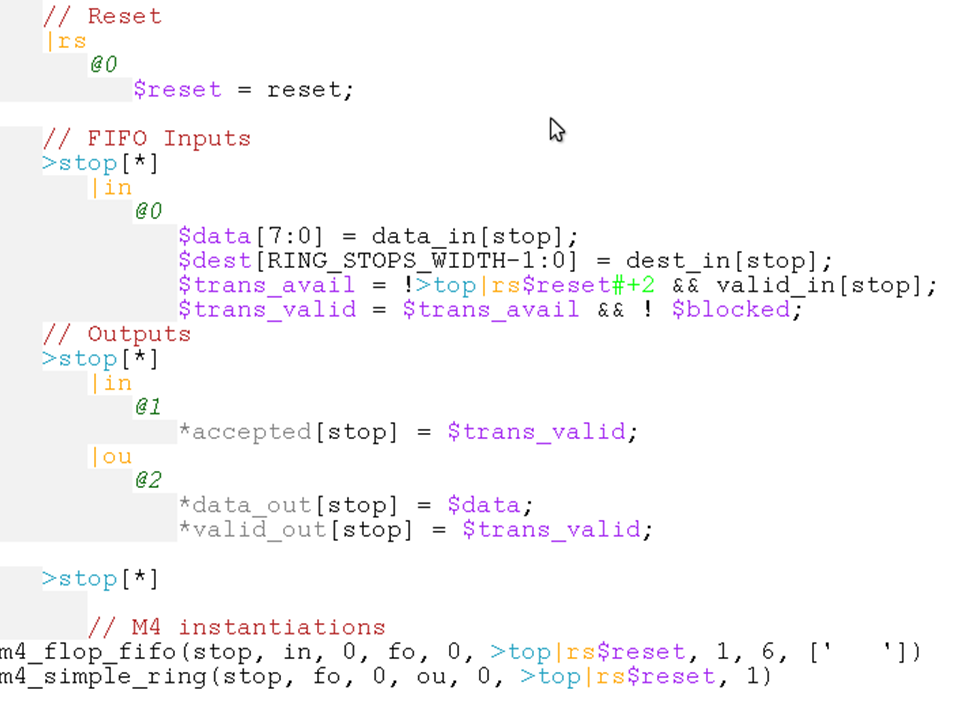 // Reset
|rs
@0
$reset = reset;
// FIFO Inputs
>stop[*]
|in
@0
$data[7:0] = data_in[stop];
$dest[RING_STOPS_WIDTH-1:0] = dest_in[stop];
$trans_avail = !>top|rs$reset#+2 && valid_in[stop];
$trans_valid = $trans_avail && ! $blocked;
// Outputs
>stop[*]
|in
@1
*accepted[stop] = $trans_valid;
|ou
@2
*data_out[stop] = $data;
*valid_out[stop] = $trans_valid;
>stop[*]
// M4 instantiations
m4_flop_fifo(stop, in, 0, fo, 0, >top|rs$reset, 1, 6, ['   '])
m4_simple_ring(stop, fo, 0, ou, 0, >top|rs$reset, 1)